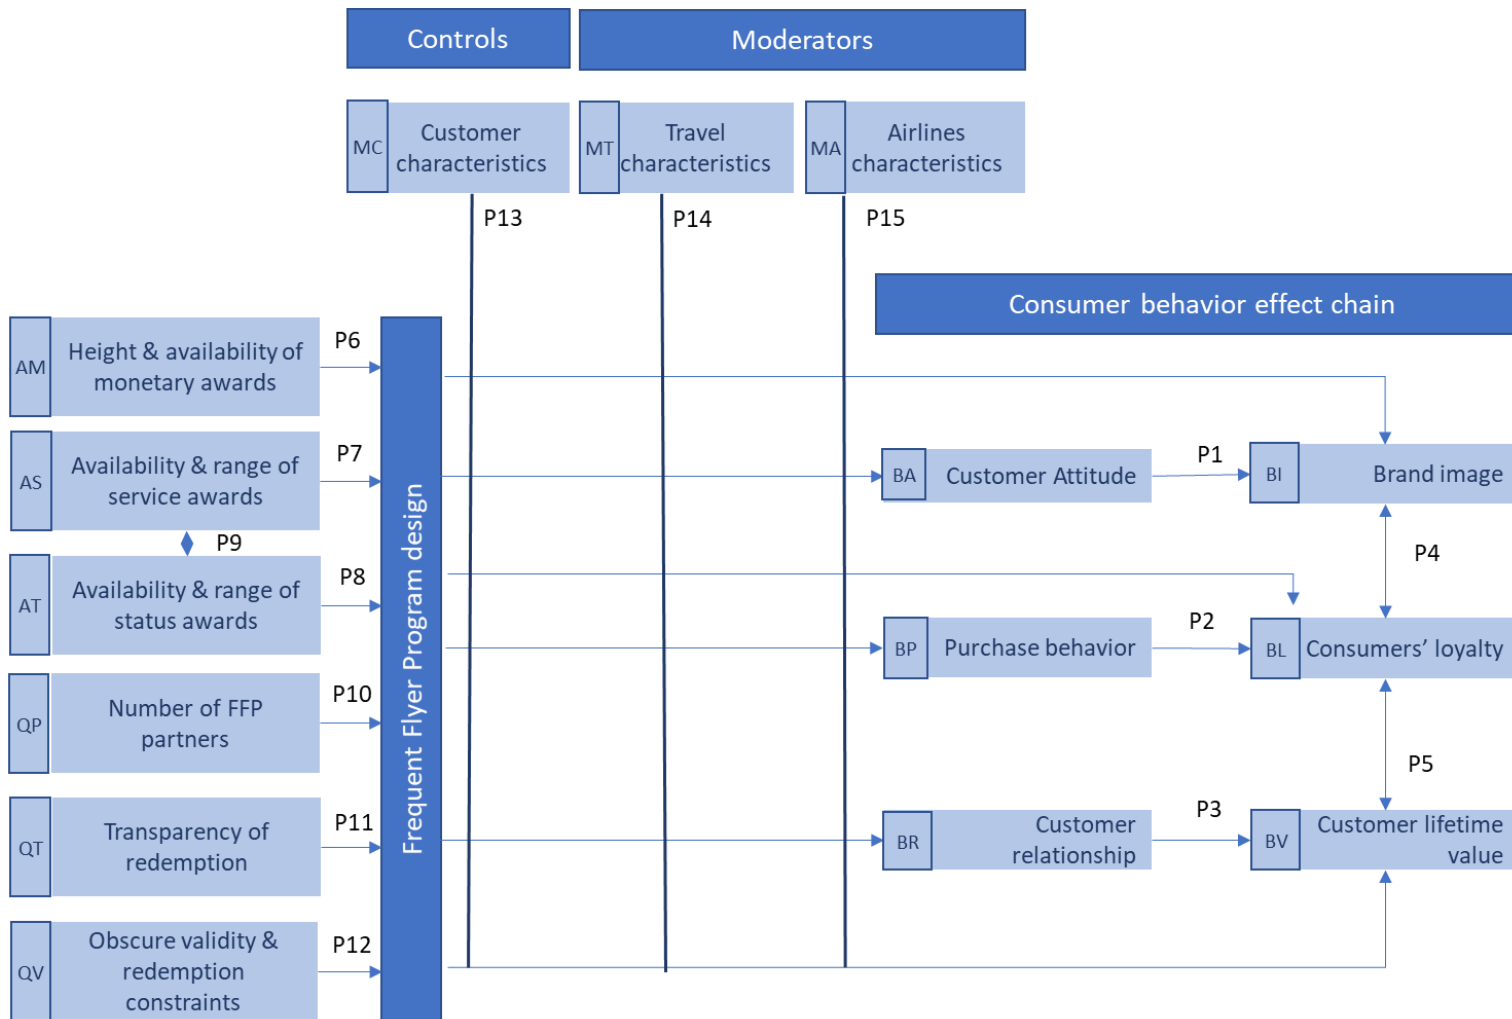 Controls
Moderators
MC
Customer
characteristics
MT
Travel
characteristics
MA
Airlines
characteristics
P13
P14
P15
Consumer behavior effect chain
AM
Height & availability of
monetary awards
P6
AS
Availability & range of
service awards
P7
P9
AT
Availability & range of
status awards
P8
QP
Number of FFP
partners
P10
QT
Transparency of
redemption
P11
QV
Obscure validity &
redemption
constraints
P12
Frequent Flyer Program design
BA
Customer Attitude
P1
BI
Brand image
P4
BP
Purchase behavior
P2
BL
Consumers’ loyalty
P5
BR
Customer
relationship
P3
BV
Customer lifetime
value